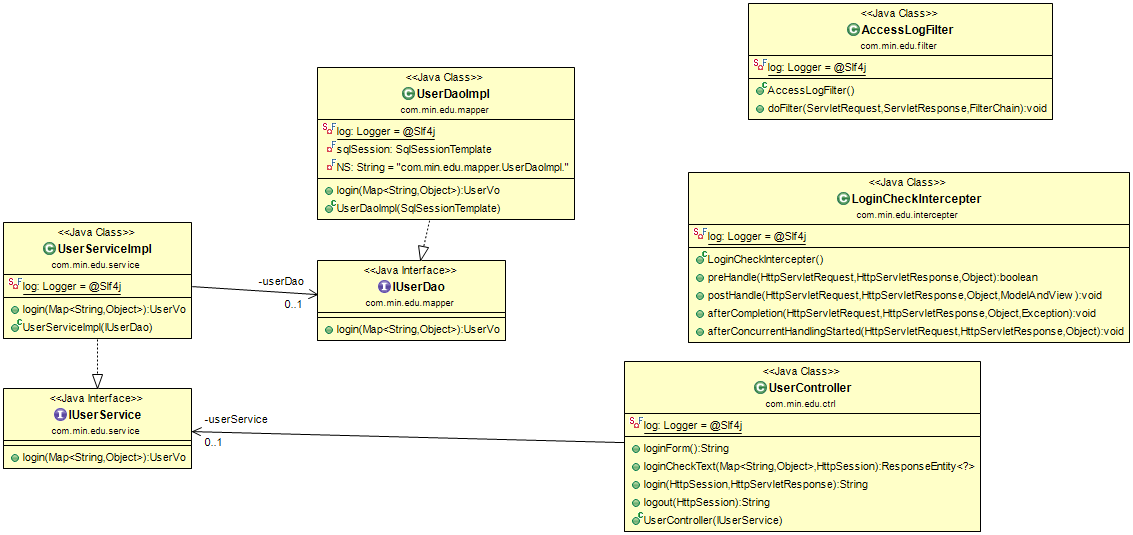 <<Java Class>>
AccessLogFilter
com.min.edu.filter
log: Logger = @Slf4j
AccessLogFilter()
doFilter(ServletRequest,ServletResponse,FilterChain):void
<<Java Class>>
UserDaoImpl
com.min.edu.mapper
log: Logger = @Slf4j
sqlSession: SqlSessionTemplate
NS: String = "com.min.edu.mapper.UserDaoImpl."
login(Map<String,Object>):UserVo
UserDaoImpl(SqlSessionTemplate)
<<Java Class>>
LoginCheckIntercepter
com.min.edu.intercepter
log: Logger = @Slf4j
LoginCheckIntercepter()
preHandle(HttpServletRequest,HttpServletResponse,Object):boolean
postHandle(HttpServletRequest,HttpServletResponse,Object,ModelAndView):void
afterCompletion(HttpServletRequest,HttpServletResponse,Object,Exception):void
afterConcurrentHandlingStarted(HttpServletRequest,HttpServletResponse,Object):void
<<Java Class>>
UserServiceImpl
com.min.edu.service
log: Logger = @Slf4j
login(Map<String,Object>):UserVo
UserServiceImpl(IUserDao)
-userDao
0..1
<<Java Interface>>
IUserDao
com.min.edu.mapper
login(Map<String,Object>):UserVo
<<Java Interface>>
IUserService
com.min.edu.service
login(Map<String,Object>):UserVo
-userService
0..1
<<Java Class>>
UserController
com.min.edu.ctrl
log: Logger = @Slf4j
loginForm():String
loginCheckText(Map<String,Object>,HttpSession):ResponseEntity<?>
login(HttpSession,HttpServletResponse):String
logout(HttpSession):String
UserController(IUserService)